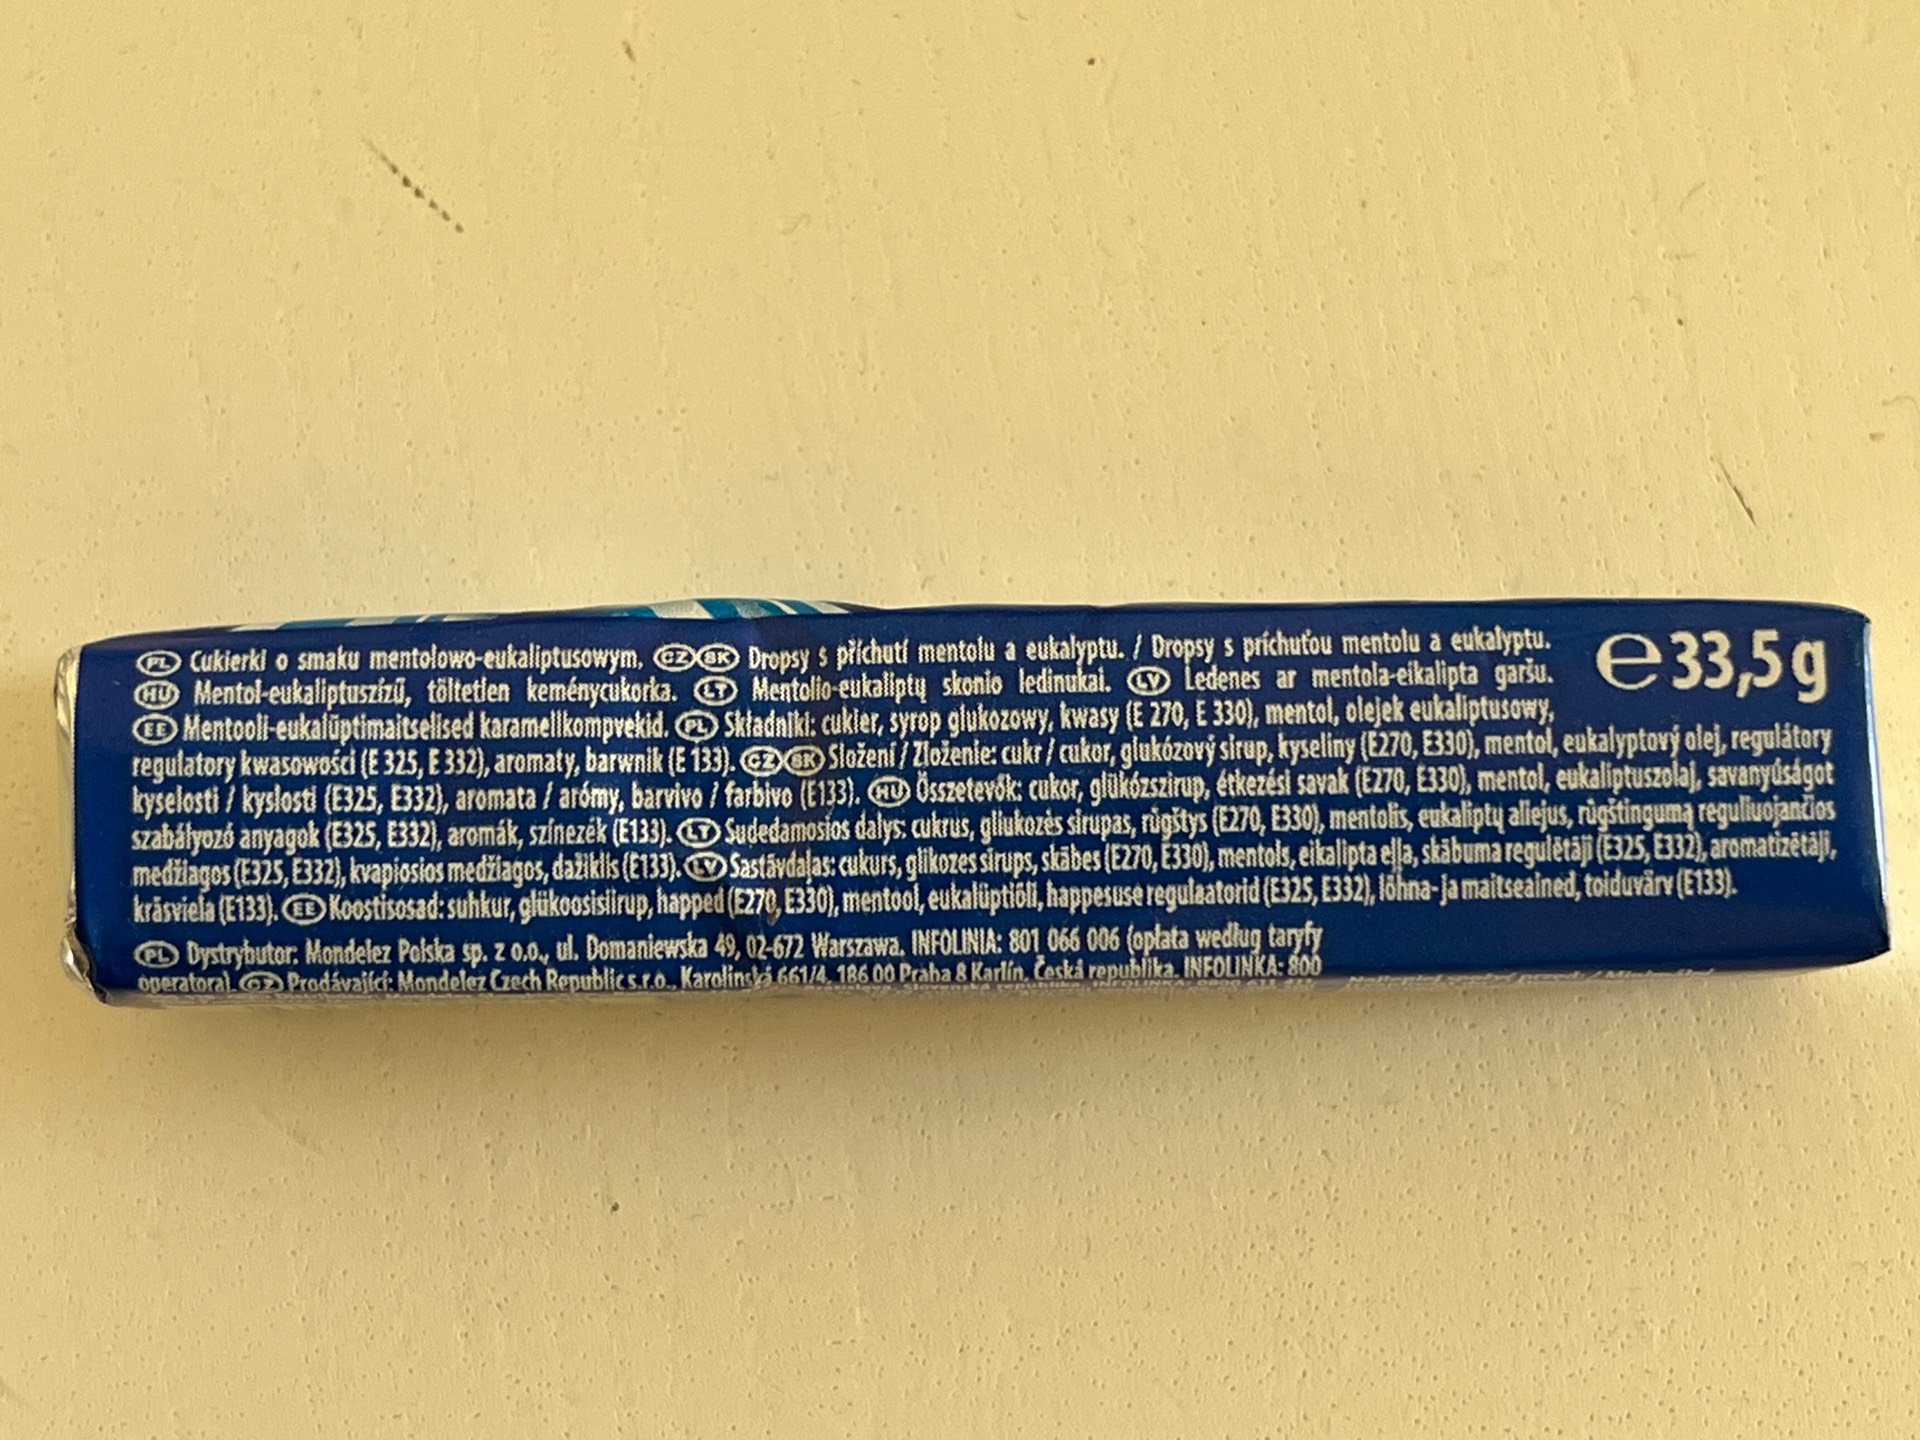 PL Cukierki o smaku mentolowo-eukaliptusowym. CZ SK Dropsy s příchutí mentolu a eukalyptu. / Dropsy s príchuťou mentolu a eukalyptu.
℮ 33,5 g
HU Mentol-eukaliptuszízű, töltetlen keménycukorka. LT Mentolio-eukaliptų skonio ledinukai. LV Ledenes ar mentola-eikalipta garšu.
EE Mentooli-eukalüptimaitselised karamellkompvekid. PL Składniki: cukier, syrop glukozowy, kwasy (E 270, E 330), mentol, olejek eukaliptusowy,
regulatory kwasowości (E 325, E 332), aromaty, barwnik (E 133). CZ SK Složení / Zloženie: cukr / cukor, glukózový sirup, kyseliny (E270, E330), mentol, eukalyptový olej, regulátory
kyselosti / kyslosti (E325, E332), aromata / arómy, barvivo / farbivo (E133). HU Összetevők: cukor, glükózszirup, étkezési savak (E270, E330), mentol, eukaliptuszolaj, savanyúságot
szabályozó anyagok (E325, E332), aromák, színezék (E133). LT Sudedamosios dalys: cukrus, gliukozės sirupas, rūgštys (E270, E330), mentolis, eukaliptų aliejus, rūgštingumą reguliuojančios
medžiagos (E325, E332), kvapiosios medžiagos, dažiklis (E133). LV Sastāvdaļas: cukurs, glikozes sīrups, skābes (E270, E330), mentols, eikalipta eļļa, skābuma regulētāji (E325, E332), aromatizētāji,
krāsviela (E133). EE Koostisosad: suhkur, glükoosisiirup, happed (E270, E330), mentool, eukalüptiõli, happesuse regulaatorid (E325, E332), lõhna- ja maitseained, toiduvärv (E133).
PL Dystrybutor: Mondelez Polska sp. z o.o., ul. Domaniewska 49, 02-672 Warszawa. INFOLINIA: 801 066 006 (opłata według taryfy
operatora). CZ Prodávající: Mondelez Czech Republic s.r.o., Karolinská 661/4, 186 00 Praha 8 Karlín, Česká republika. INFOLINKA: 800